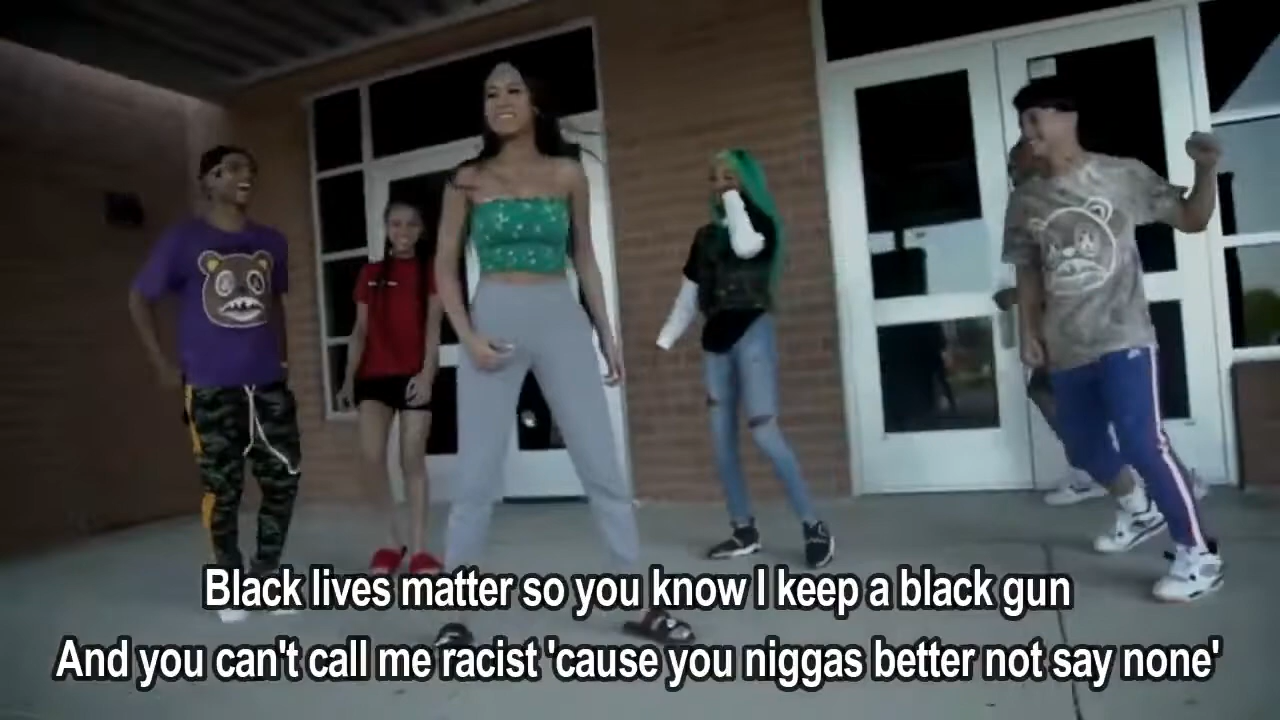 Black lives matter so you know I keep a black gun
And you can't call me racist 'cause you niggas better not say none'